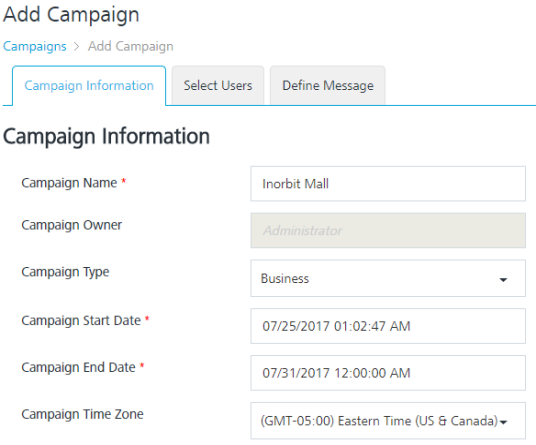 Add Campaign
Campaigns > Add Campaign
Campaign Information Select Users Define Message
Campaign Information
Campaign Name * Inorbit Mall
Campaign Owner Administrator
Campaign Type Business
Campaign Start Date * 07/25/2017 01:02:47 AM
Campaign End Date * 07/31/2017 12:00:00 AM
Campaign Time Zone (GMT-05:00) Eastern Time (US & Canada)